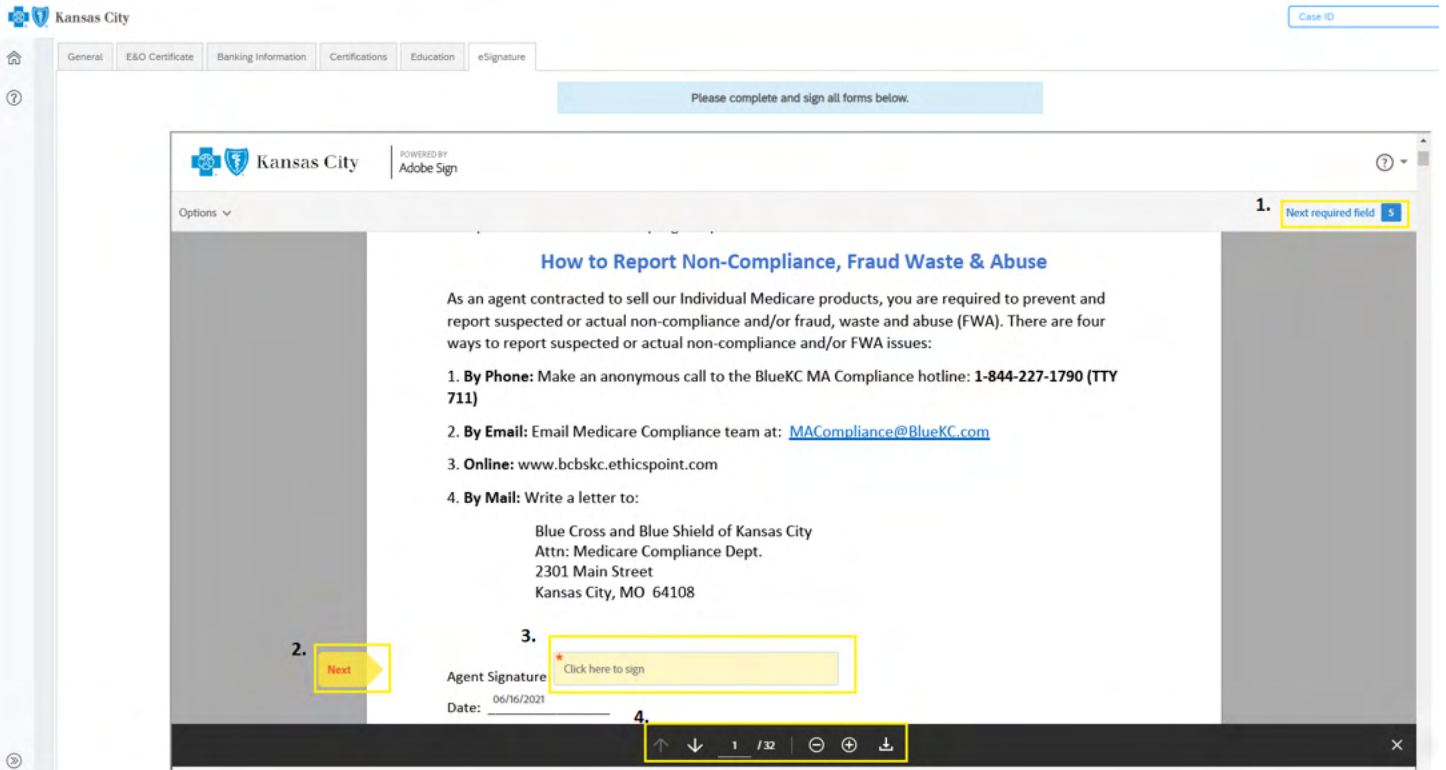 Kansas City
Case ID
General E&O Certificate Banking Information Certifications Education eSignature
Please complete and sign all forms below.
Kansas City POWERED BY
Adobe Sign
Options
1. Next required field 5
How to Report Non-Compliance, Fraud Waste & Abuse
As an agent contracted to sell our Individual Medicare products, you are required to prevent and
report suspected or actual non-compliance and/or fraud, waste and abuse (FWA). There are four
ways to report suspected or actual non-compliance and/or FWA issues:
1. By Phone: Make an anonymous call to the BlueKC MA Compliance hotline: 1-844-227-1790 (TTY
711)
2. By Email: Email Medicare Compliance team at: MACompliance@BlueKC.com
3. Online: www.bcbskc.ethicspoint.com
4. By Mail: Write a letter to:
Blue Cross and Blue Shield of Kansas City
Attn: Medicare Compliance Dept.
2301 Main Street
Kansas City, MO 64108
2. Next
3.
Agent Signature * Click here to sign
Date: 06/16/2021
4.
1 / 32